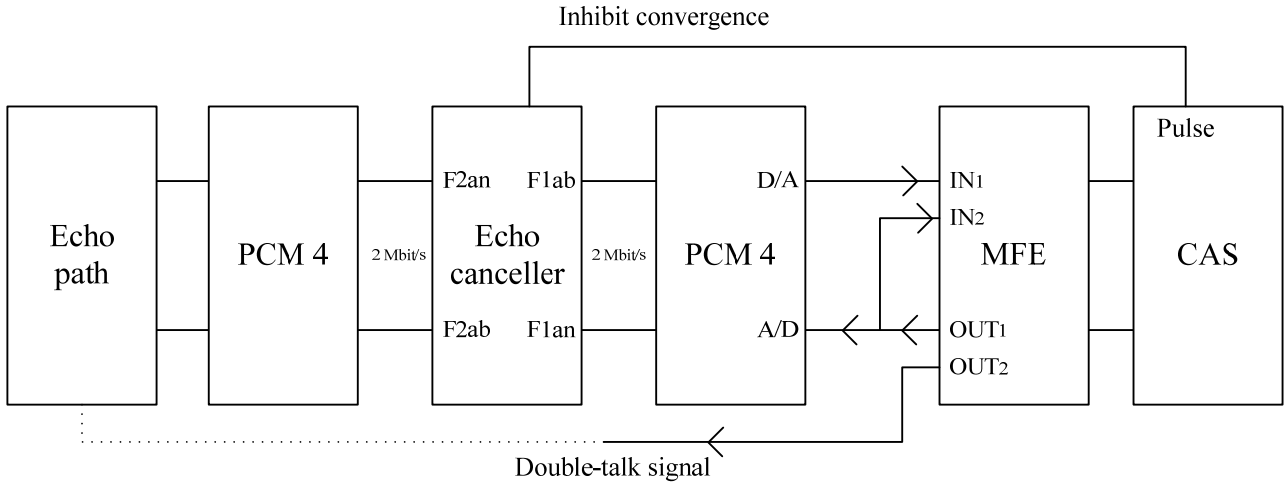 Inhibit convergence
Pulse
F2an
F1ab
D/A
IN1
IN2
Echo
path
PCM 4
2 Mbit/s
Echo
canceller
2 Mbit/s
PCM 4
MFE
CAS
F2ab
F1an
A/D
OUT1
OUT2
Double-talk signal